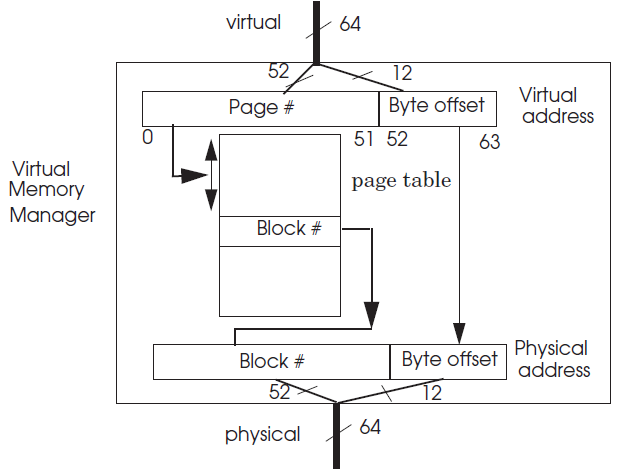 virtual 64
52 12
Page # Byte offset
Virtual
address
0 51 52 63
Virtual
Memory
Manager
page table
Block #
Block # Byte offset
Physical
address
52 12
physical 64